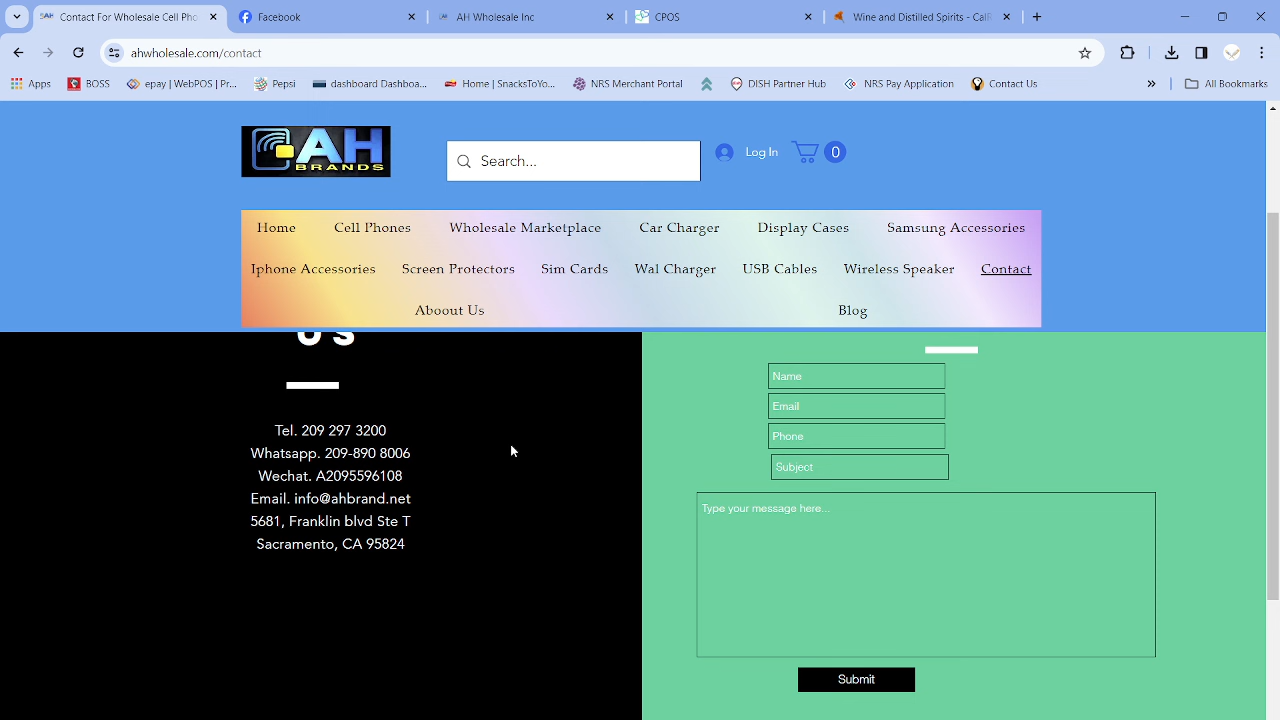 Contact For Wholesale Cell Pho
Facebook
AH Wholesale Inc
CPOS
Wine and Distilled Spirits - CalR
ahwholesale.com/contact
Apps
BOSS
epay | WebPOS | Pr...
Pepsi
dashboard Dashboa...
Home | SnacksToYo...
NRS Merchant Portal
DISH Partner Hub
NRS Pay Application
Contact Us
All Bookmarks
AH
BRANDS
Search...
Log In
0
Home Cell Phones Wholesale Marketplace Car Charger Display Cases Samsung Accessories
Iphone Accessories Screen Protectors Sim Cards Wal Charger USB Cables Wireless Speaker Contact
Aboout Us Blog
Tel. 209 297 3200
Whatsapp. 209-890 8006
Wechat. A2095596108
Email. info@ahbrand.net
5681, Franklin blvd Ste T
Sacramento, CA 95824
Name
Email
Phone
Subject
Type your message here...
Submit